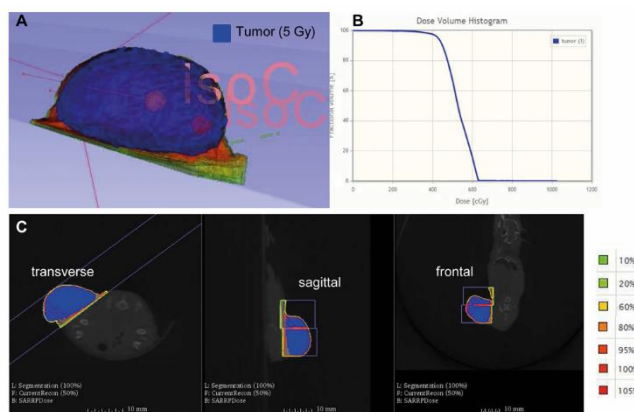 A
Tumor (5 Gy)
isoC
isoC
B
Dose Volume Histogram
tumor (1)
Fractional Volume [%]
100
80
60
40
20
0
0
200
400
600
800
1000
1200
Dose [cGy]
C
transverse
sagittal
frontal
L: Segmentation (100%)
F: CurrentRecon (50%)
B: SARRPDose
10 mm
L: Segmentation (100%)
F: CurrentRecon (50%)
B: SARRPDose
10 mm
L: Segmentation (100%)
F: CurrentRecon (50%)
B: SARRPDose
10 mm
10%
20%
60%
80%
95%
100%
105%